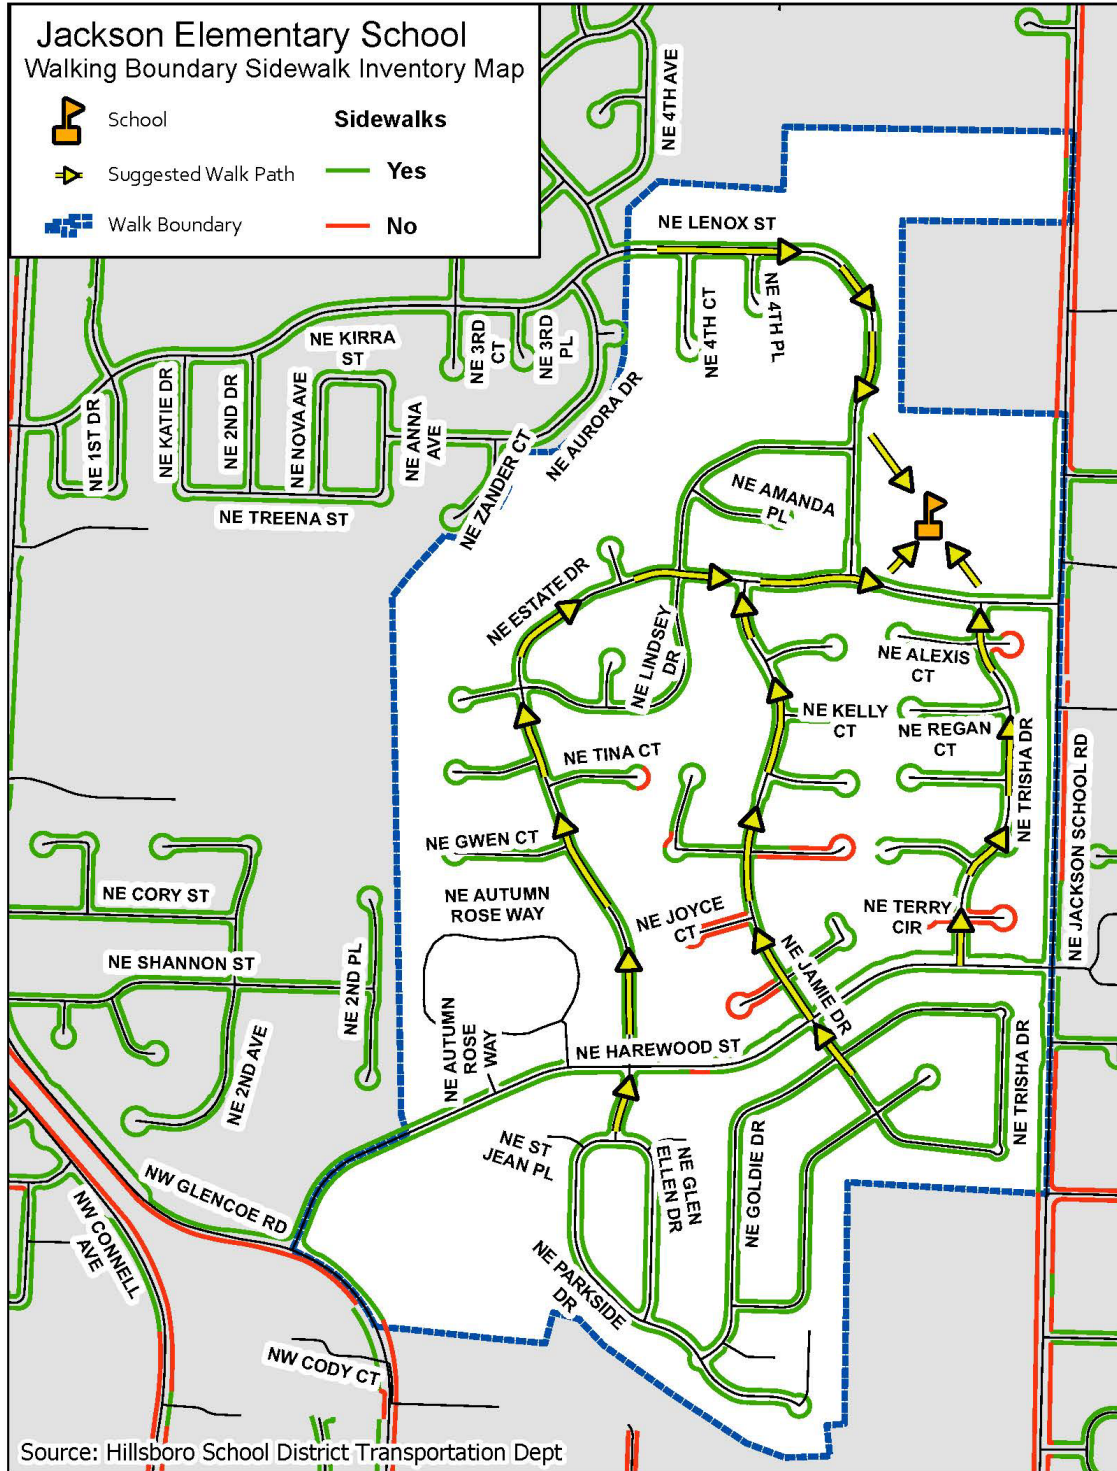 Jackson Elementary School
Walking Boundary Sidewalk Inventory Map
School
Sidewalks
Suggested Walk Path
Yes
Walk Boundary
No
NE 4TH AVE
NE LENOX ST
NE 4TH CT
NE 4TH PL
NE KIRRA
ST
NE 3RD
CT
NE 3RD
PL
NE 1ST DR
NE KATIE DR
NE 2ND DR
NE NOVA AVE
NE ANNA
AVE
NE AURORA DR
NE ZANDER CT
NE TREENA ST
NE AMANDA
PL
NE ESTATE DR
NE LINDSEY
DR
NE ALEXIS
CT
NE KELLY
CT
NE REGAN
CT
NE TRISHA DR
NE JACKSON SCHOOL RD
NE TINA CT
NE GWEN CT
NE AUTUMN
ROSE WAY
NE JOYCE
CT
NE TERRY
CIR
NE CORY ST
NE SHANNON ST
NE 2ND PL
NE 2ND AVE
NE AUTUMN
ROSE
WAY
NE JAMIE DR
NE HAREWOOD ST
NE TRISHA DR
NE ST
JEAN PL
NE GLEN
ELLEN DR
NE GOLDIE DR
NW GLENCOE RD
NW CONNELL
AVE
NE PARKSIDE
DR
NW CODY CT
Source: Hillsboro School District Transportation Dept